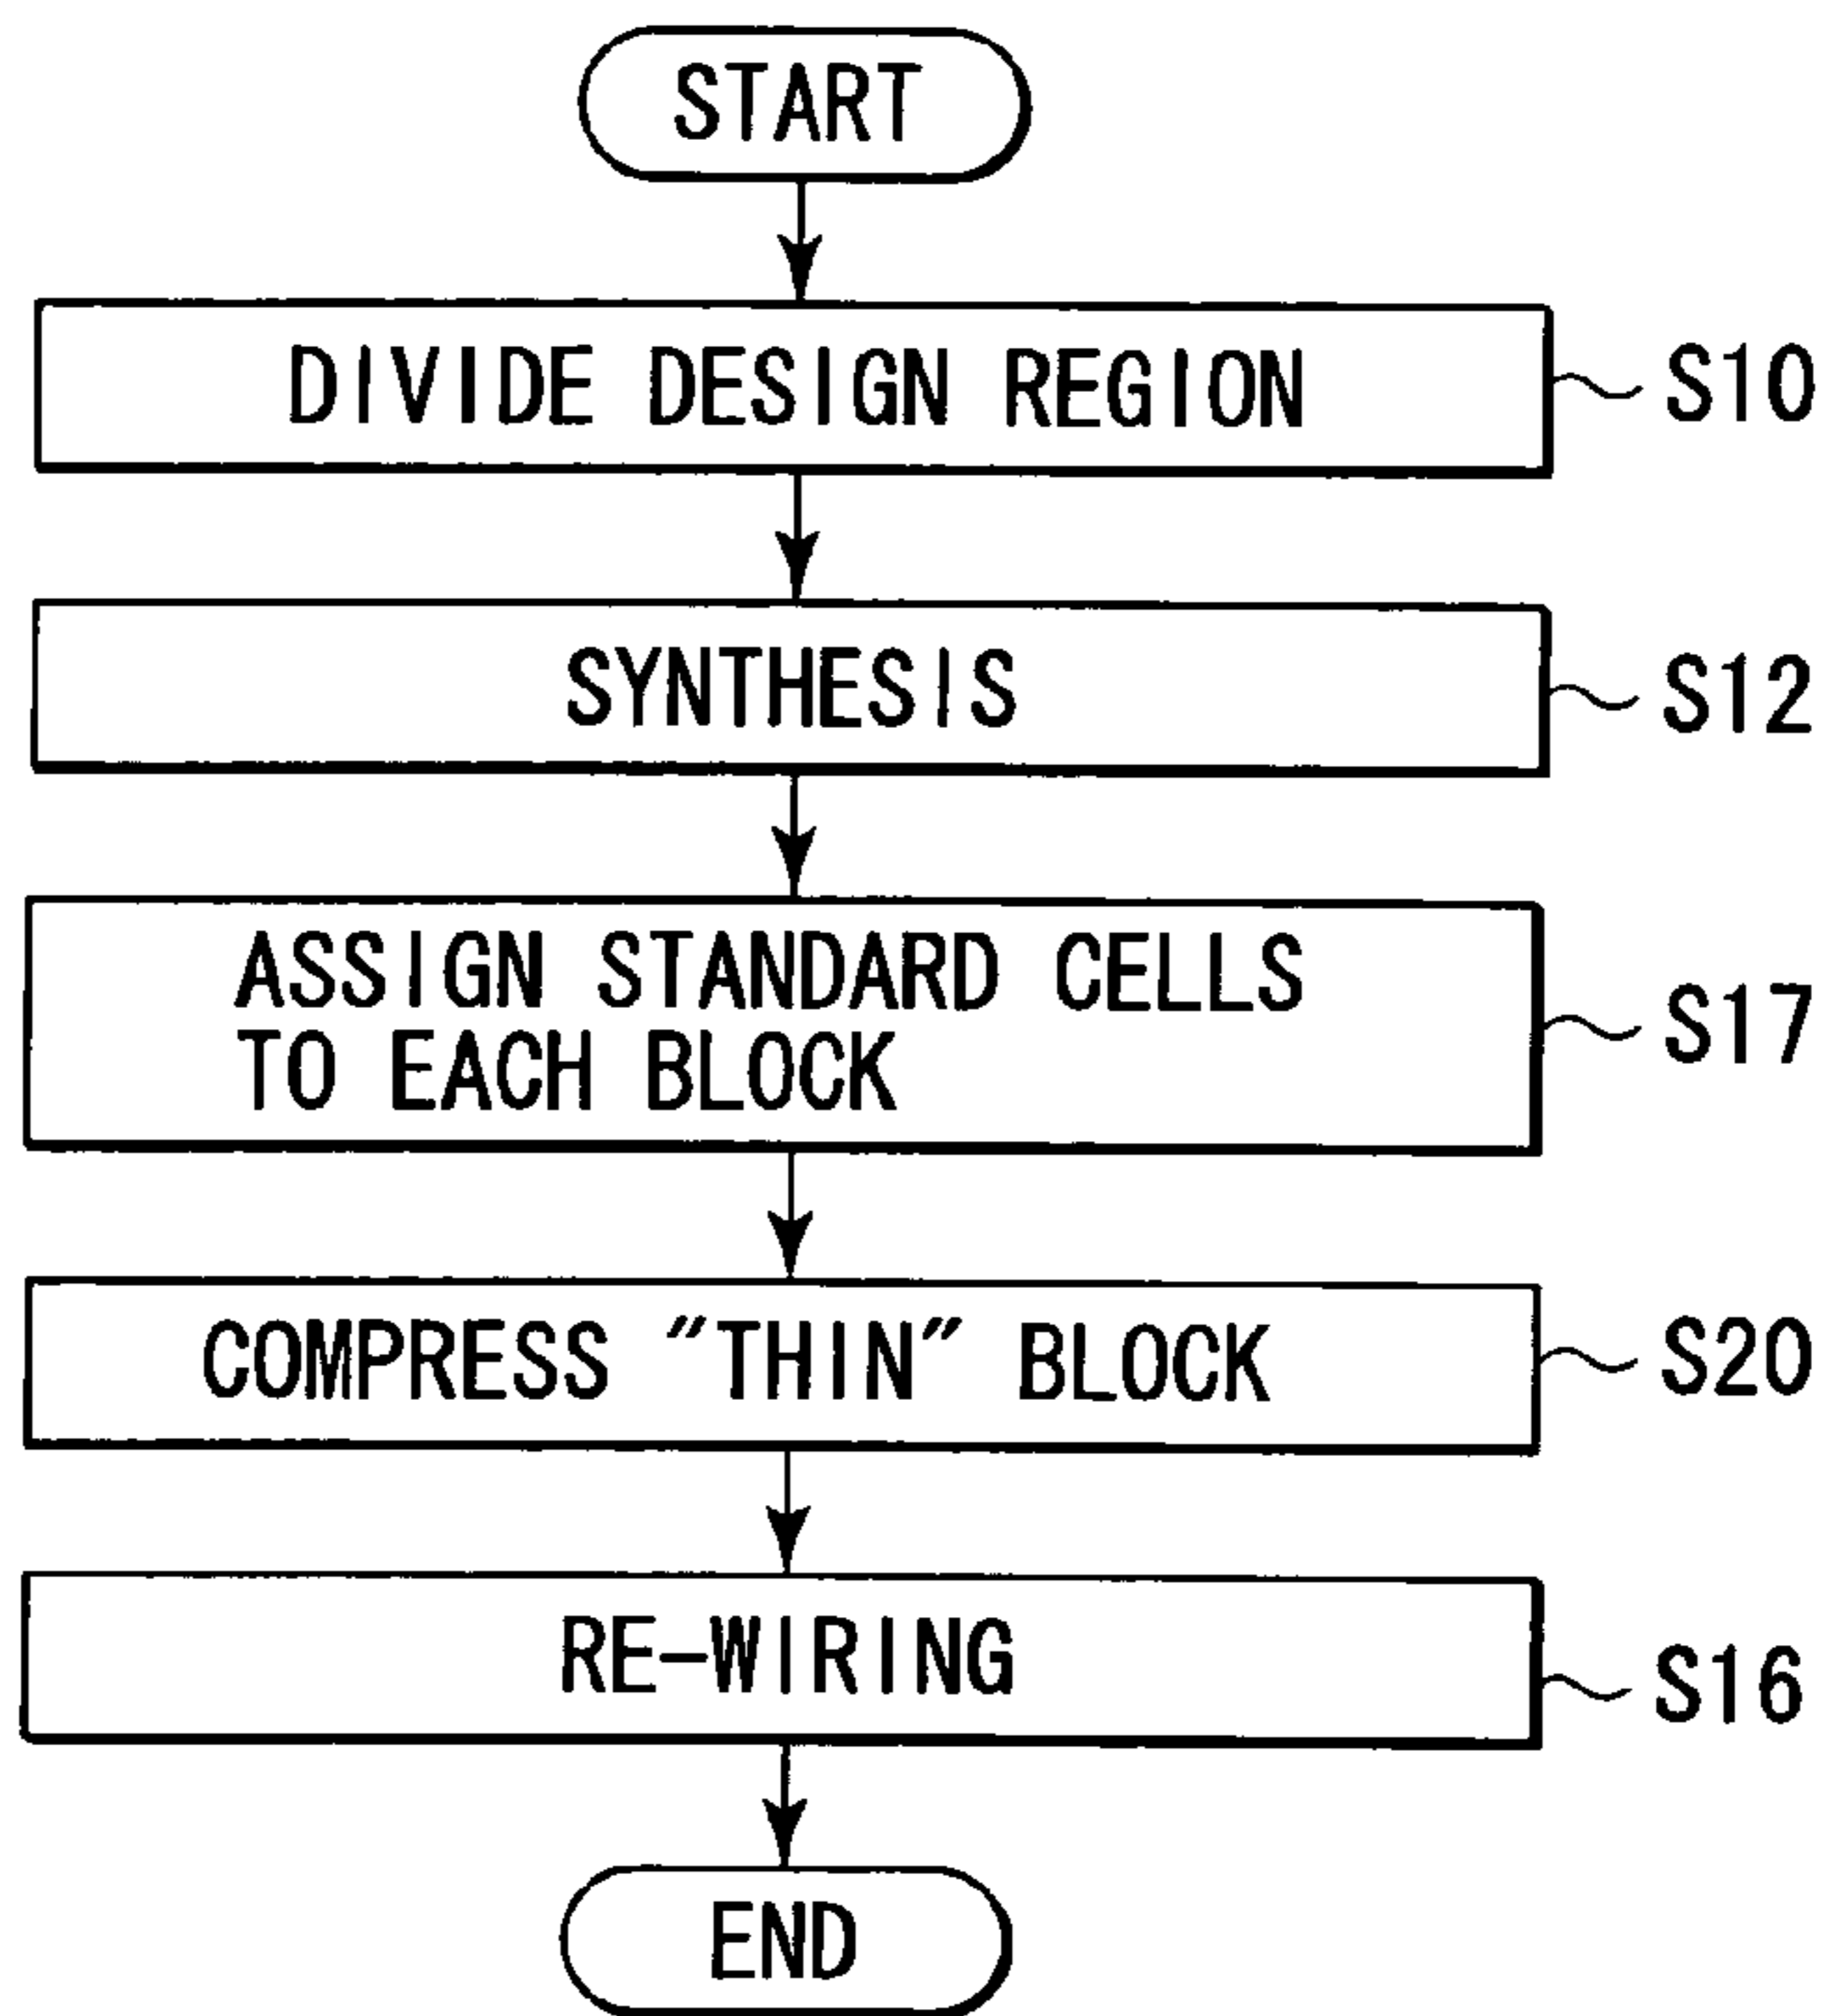 START
DIVIDE DESIGN REGION
S10
SYNTHESIS
S12
ASSIGN STANDARD CELLS
TO EACH BLOCK
S17
COMPRESS "THIN" BLOCK
S20
RE-WIRING
S16
END